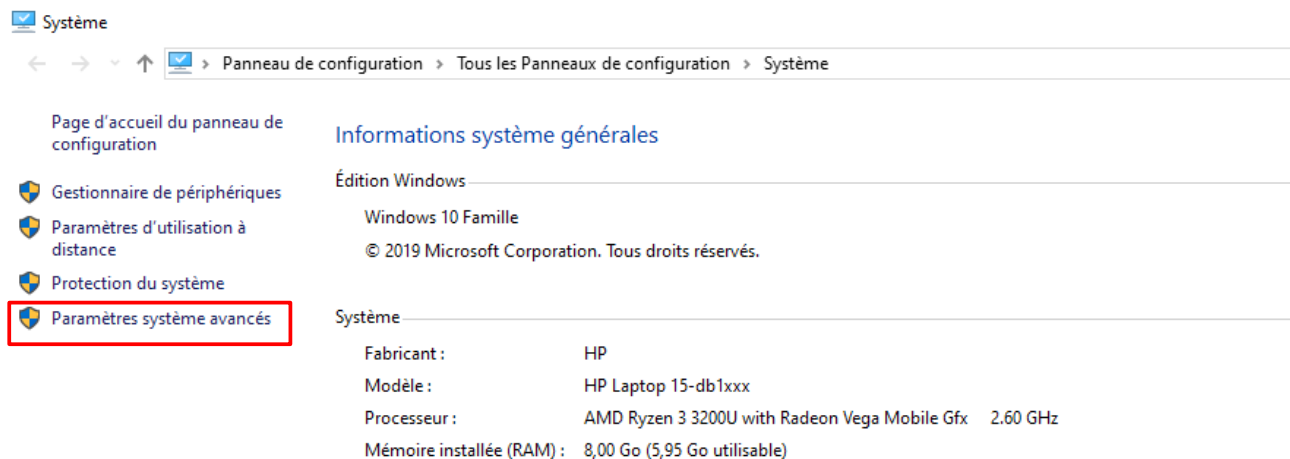 Système
Panneau de configuration > Tous les Panneaux de configuration > Système
Page d'accueil du panneau de
configuration
Gestionnaire de périphériques
Paramètres d'utilisation à
distance
Protection du système
Paramètres système avancés
Informations système générales
Édition Windows
Windows 10 Famille
© 2019 Microsoft Corporation. Tous droits réservés.
Système
Fabricant : HP
Modèle : HP Laptop 15-db1xxx
Processeur : AMD Ryzen 3 3200U with Radeon Vega Mobile Gfx 2.60 GHz
Mémoire installée (RAM) : 8,00 Go (5,95 Go utilisable)